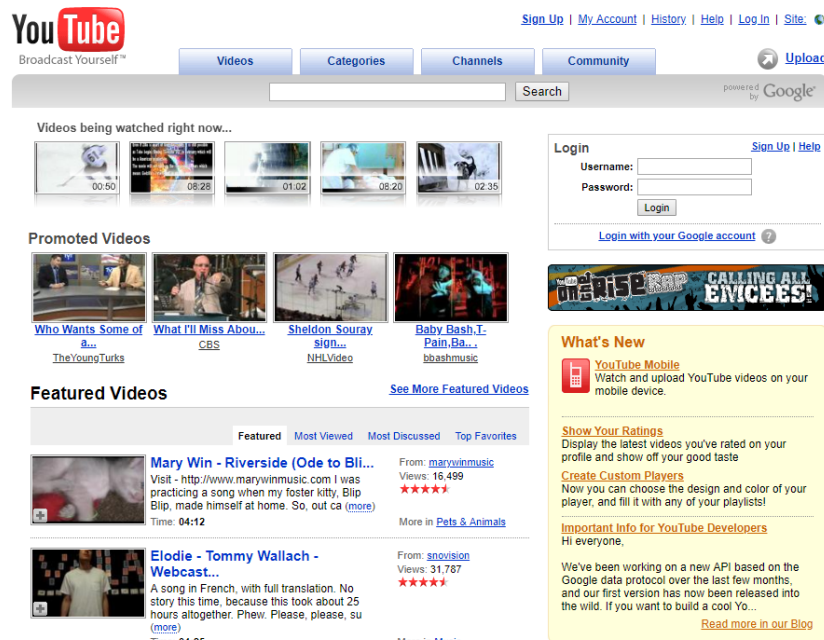 YouTube
Broadcast Yourself™
Sign Up | My Account | History | Help | Log In | Site:
Videos
Categories
Channels
Community
Uploa
Search
powered by Google
Videos being watched right now...
00:50
08:28
01:02
08:20
02:35
Promoted Videos
Who Wants Some of a...
TheYoungTurks
What I'll Miss Abou...
CBS
Sheldon Souray sign...
NHLVideo
Baby Bash,T-Pain,Ba.. .
bbashmusic
Featured Videos
See More Featured Videos
Featured
Most Viewed
Most Discussed
Top Favorites
Mary Win - Riverside (Ode to Bli...
Visit - http://www.marywinmusic.com I was
practicing a song when my foster kitty, Blip
Blip, made himself at home. So, out ca (more)
Time: 04:12
From: marywinmusic
Views: 16,499
More in Pets & Animals
Elodie - Tommy Wallach -
Webcast...
A song in French, with full translation. No
story this time, because this took about 25
hours altogether. Phew. Please, please, su
(more)
From: snovision
Views: 31,787
Login
Sign Up | Help
Username:
Password:
Login
Login with your Google account ?
YouTube
on the Rise Rap
CALLING ALL
EMCEES!
What's New
YouTube Mobile
Watch and upload YouTube videos on your
mobile device.
Show Your Ratings
Display the latest videos you've rated on your
profile and show off your good taste
Create Custom Players
Now you can choose the design and color of your
player, and fill it with any of your playlists!
Important Info for YouTube Developers
Hi everyone,
We've been working on a new API based on the
Google data protocol over the last few months,
and our first version has now been released into
the wild. If you want to build a cool Yo...
Read more in our Blog